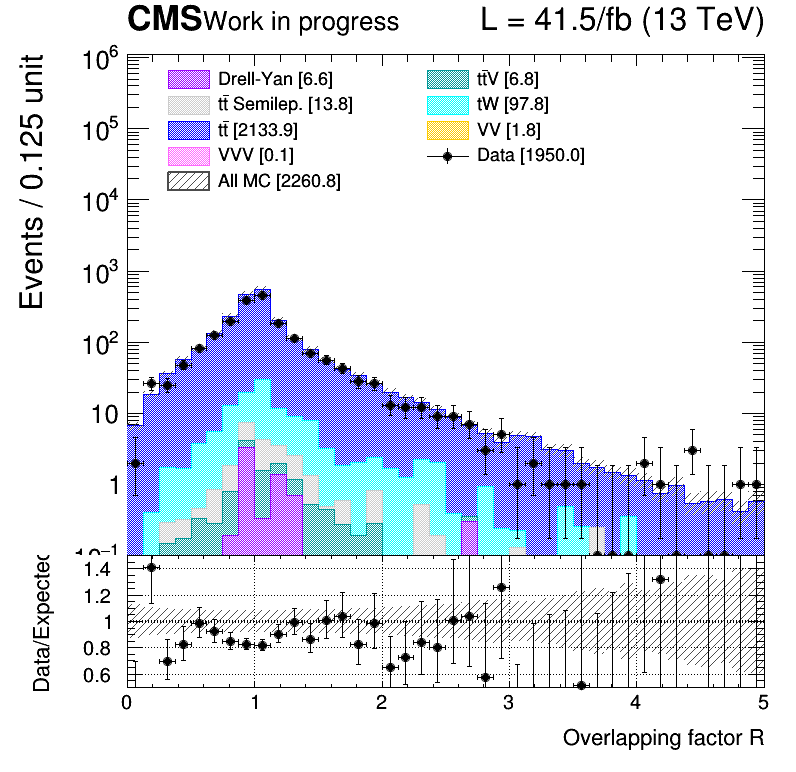 CMS Work in progress L = 41.5/fb (13 TeV)
Events / 0.125 unit
10⁶
10⁵
10⁴
10³
10²
10
1
10⁻¹
Drell-Yan [6.6]
tt̄ Semilep. [13.8]
tt̄ [2133.9]
VVV [0.1]
All MC [2260.8]
tt̄V [6.8]
tW [97.8]
VV [1.8]
Data [1950.0]
Data/Expected
1.4
1.2
1
0.8
0.6
0 1 2 3 4 5
Overlapping factor R